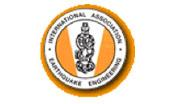 INTERNATIONAL ASSOCIATION
EARTHQUAKE ENGINEERING